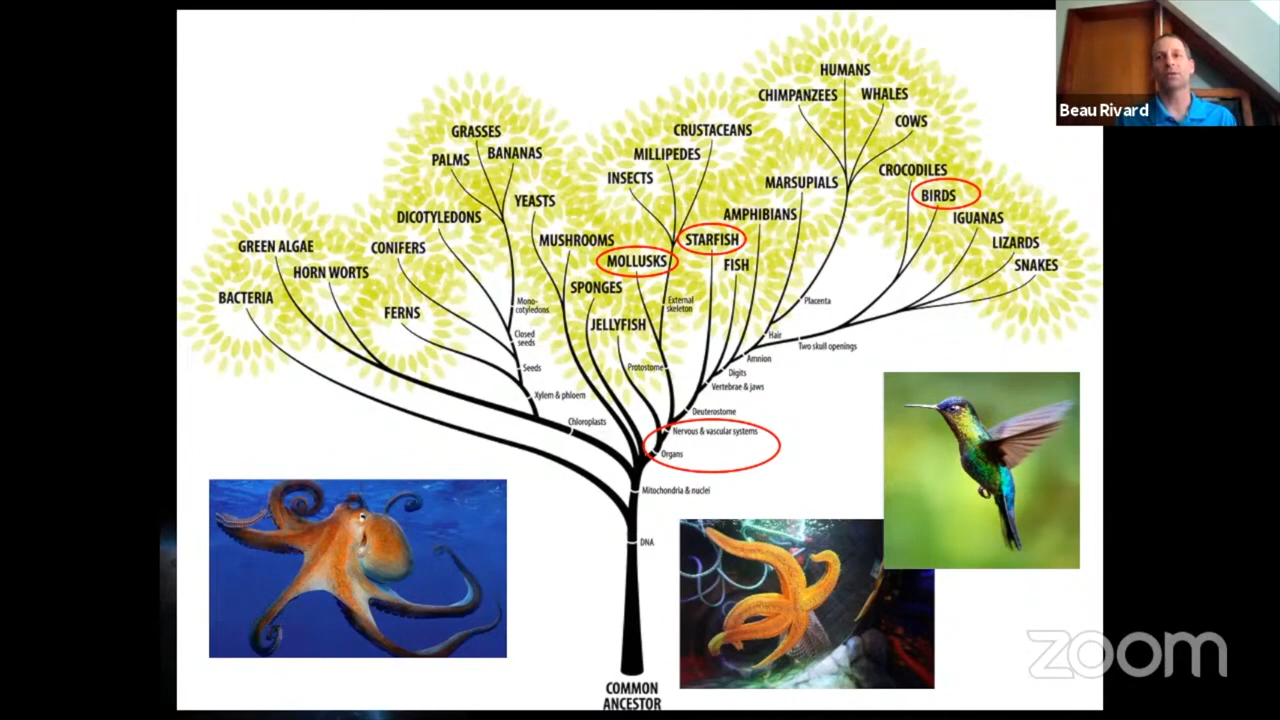 HUMANS
CHIMPANZEES
WHALES
COWS
Beau Rivard
GRASSES
PALMS
BANANAS
CRUSTACEANS
MILLIPEDES
INSECTS
MARSUPIALS
CROCODILES
BIRDS
IGUANAS
LIZARDS
SNAKES
YEASTS
DICOTYLEDONS
AMPHIBIANS
GREEN ALGAE
CONIFERS
MUSHROOMS
STARFISH
MOLLUSKS
FISH
HORN WORTS
SPONGES
BACTERIA
FERNS
JELLYFISH
Mono-
cotyledons
External
skeleton
Placenta
Closed
seeds
Hair
Two skull openings
Seeds
Protostome
Amnion
Digits
Vertebrae & jaws
Xylem & phloem
Chloroplasts
Deuterostome
Nervous & vascular systems
Organs
Mitochondria & nuclei
DNA
COMMON
ANCESTOR
zoom